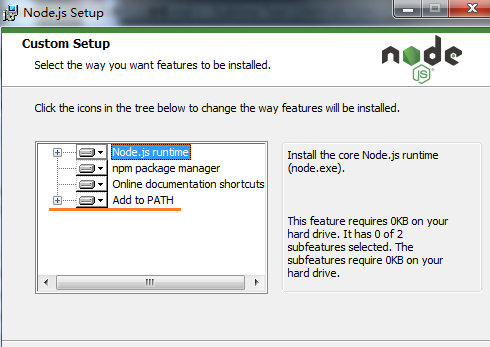 Node.js Setup
Custom Setup
Select the way you want features to be installed.
node
JS
Click the icons in the tree below to change the way features will be installed.
Node.js runtime
npm package manager
Online documentation shortcuts
Add to PATH
Install the core Node.js runtime
(node.exe).
This feature requires 0KB on your
hard drive. It has 0 of 2
subfeatures selected. The
subfeatures require 0KB on your
hard drive.